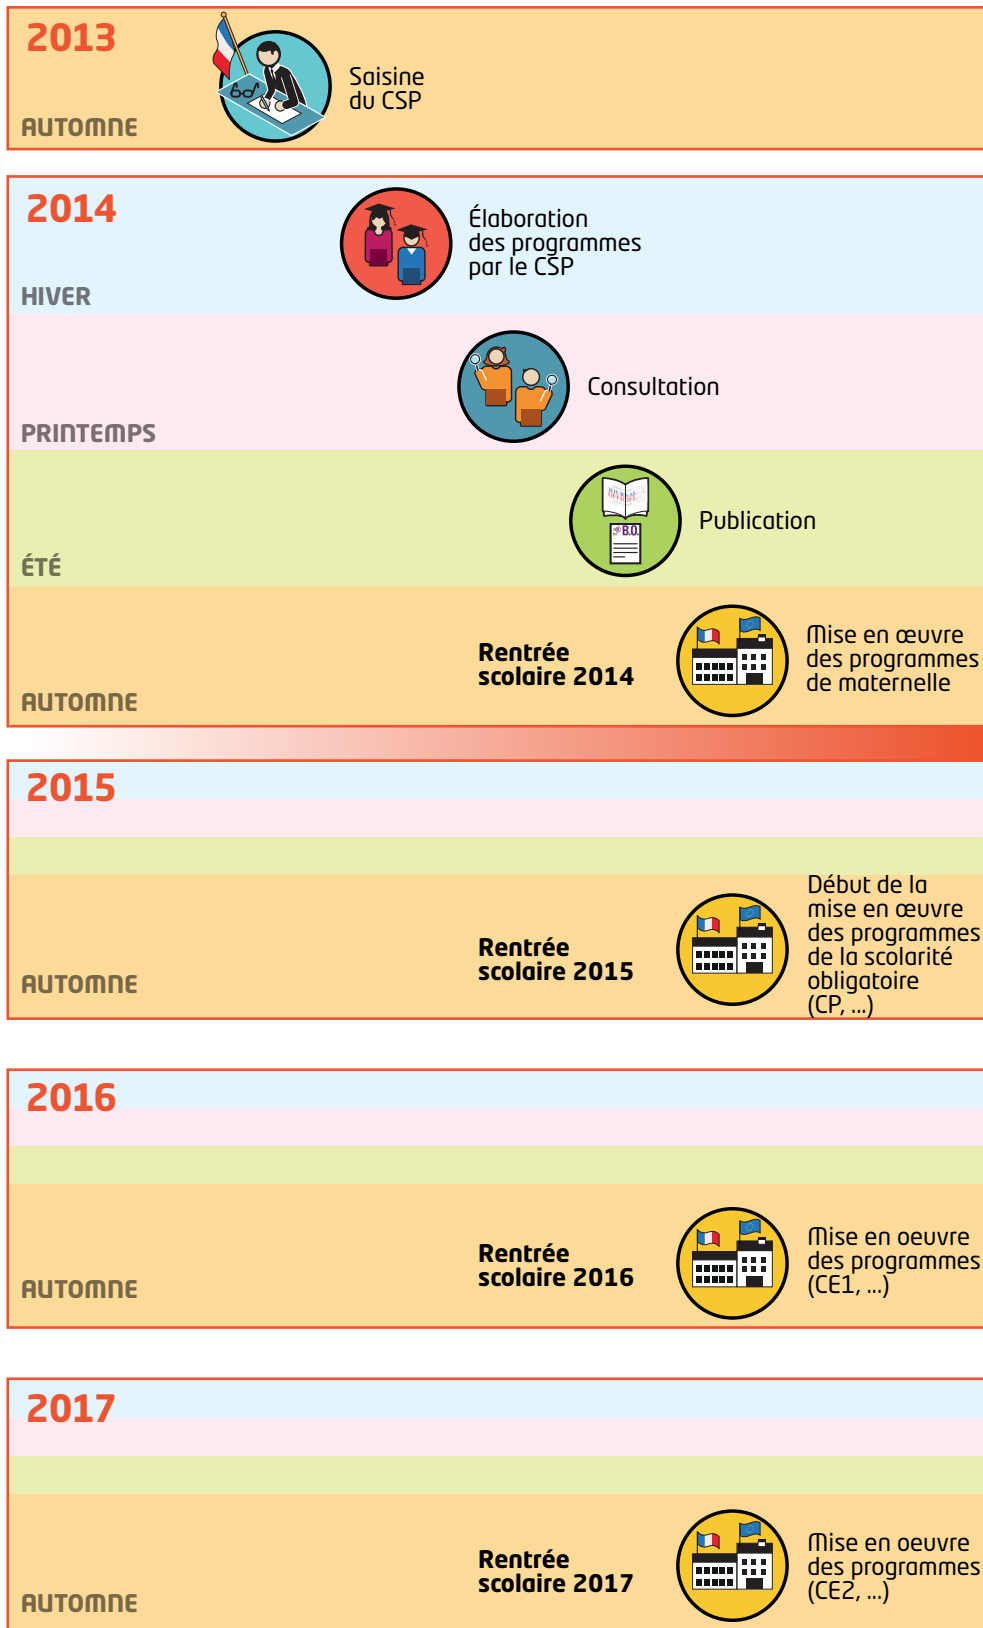 2013
Saisine
du CSP
AUTOMNE
2014
Élaboration
des programmes
par le CSP
HIVER
Consultation
PRINTEMPS
JOURNAL
OFFICIEL
B.O.
Publication
ÉTÉ
Rentrée
scolaire 2014
Mise en œuvre
des programmes
de maternelle
AUTOMNE
2015
Rentrée
scolaire 2015
Début de la
mise en œuvre
des programmes
de la scolarité
obligatoire
(CP, ...)
AUTOMNE
2016
Rentrée
scolaire 2016
Mise en oeuvre
des programmes
(CE1, ...)
AUTOMNE
2017
Rentrée
scolaire 2017
Mise en oeuvre
des programmes
(CE2, ...)
AUTOMNE